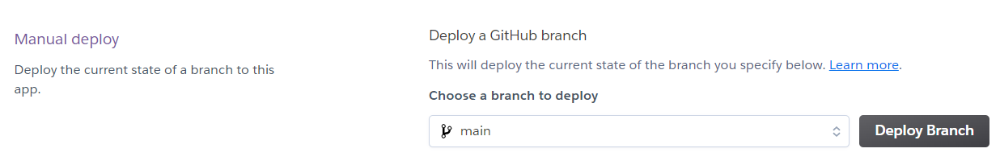 Manual deploy
Deploy the current state of a branch to this
app.
Deploy a GitHub branch
This will deploy the current state of the branch you specify below. Learn more.
Choose a branch to deploy
main
Deploy Branch